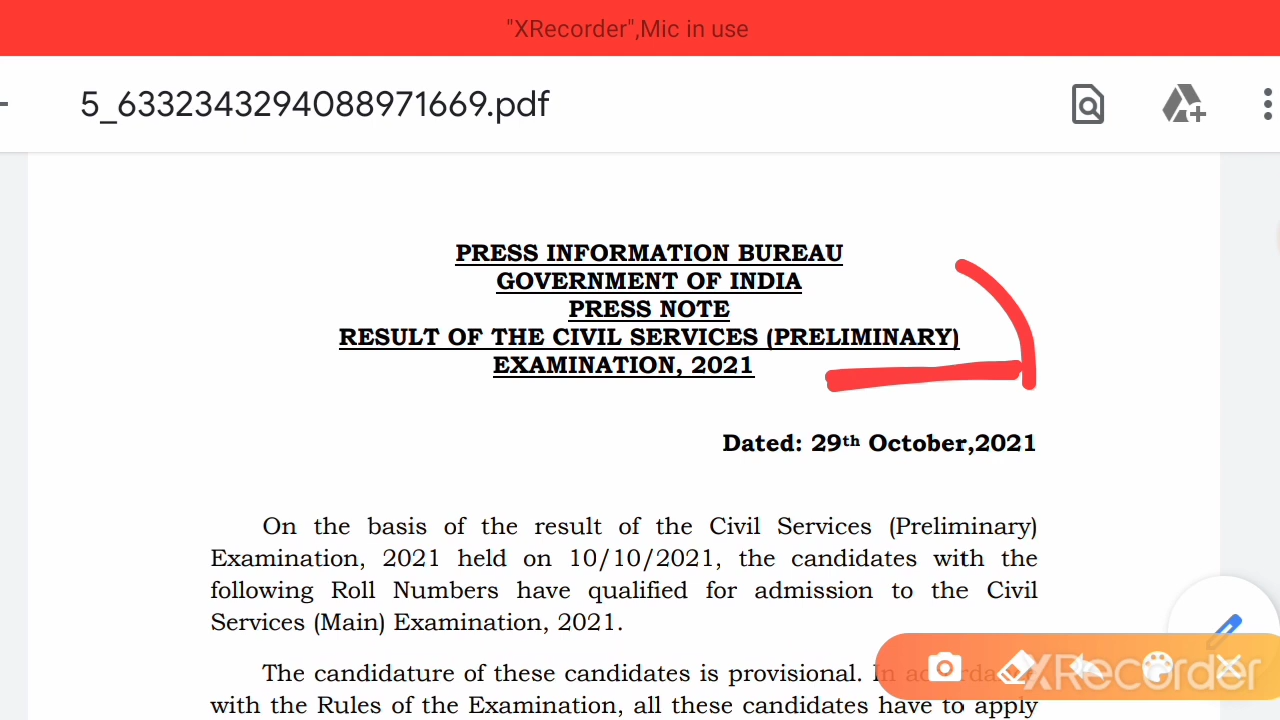 "XRecorder",Mic in use
5_6332343294088971669.pdf
PRESS INFORMATION BUREAU
GOVERNMENT OF INDIA
PRESS NOTE
RESULT OF THE CIVIL SERVICES (PRELIMINARY)
EXAMINATION, 2021
Dated: 29th October,2021
On the basis of the result of the Civil Services (Preliminary)
Examination, 2021 held on 10/10/2021, the candidates with the
following Roll Numbers have qualified for admission to the Civil
Services (Main) Examination, 2021.
The candidature of these candidates is provisional. In accordance
with the Rules of the Examination, all these candidates have to apply
XRecorder